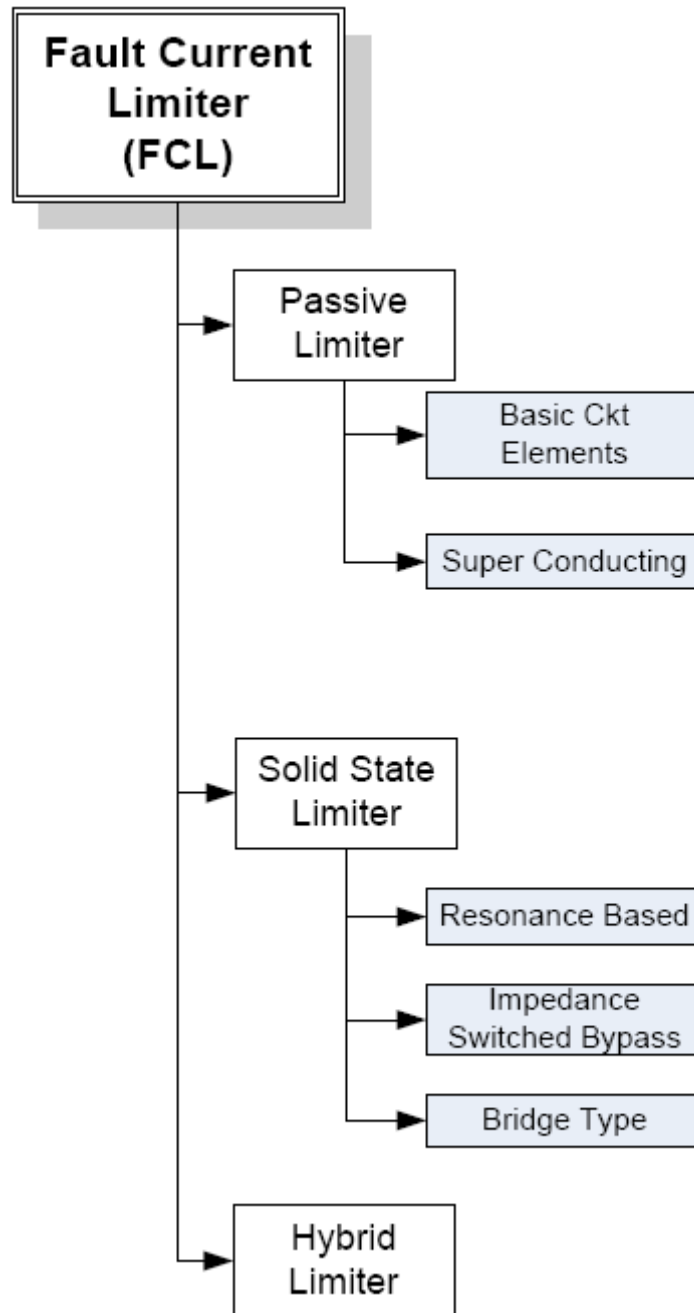 Fault Current
Limiter
(FCL)
Passive
Limiter
Basic Ckt
Elements
Super Conducting
Solid State
Limiter
Resonance Based
Impedance
Switched Bypass
Bridge Type
Hybrid
Limiter